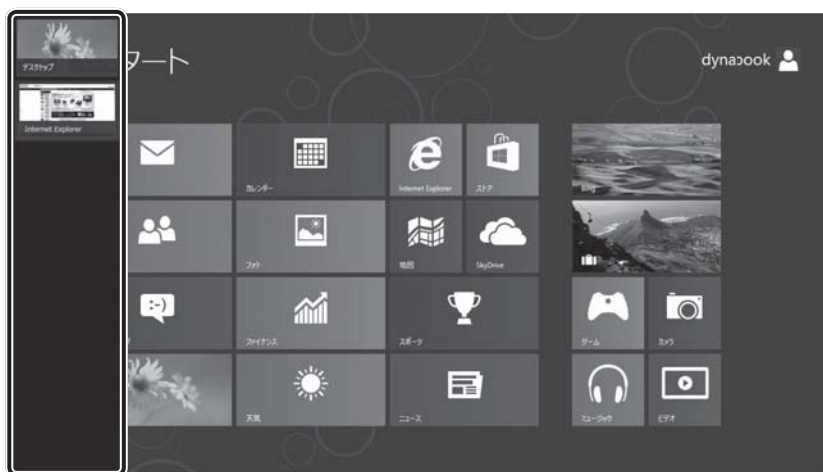 デスクトップ
Internet Explorer
タート
dynabook
カレンダー
Internet Explorer
ストア
Bing
フォト
地図
SkyDrive
ファイナンス
スポーツ
ゲーム
カメラ
天気
ニュース
ミュージック
ビデオ